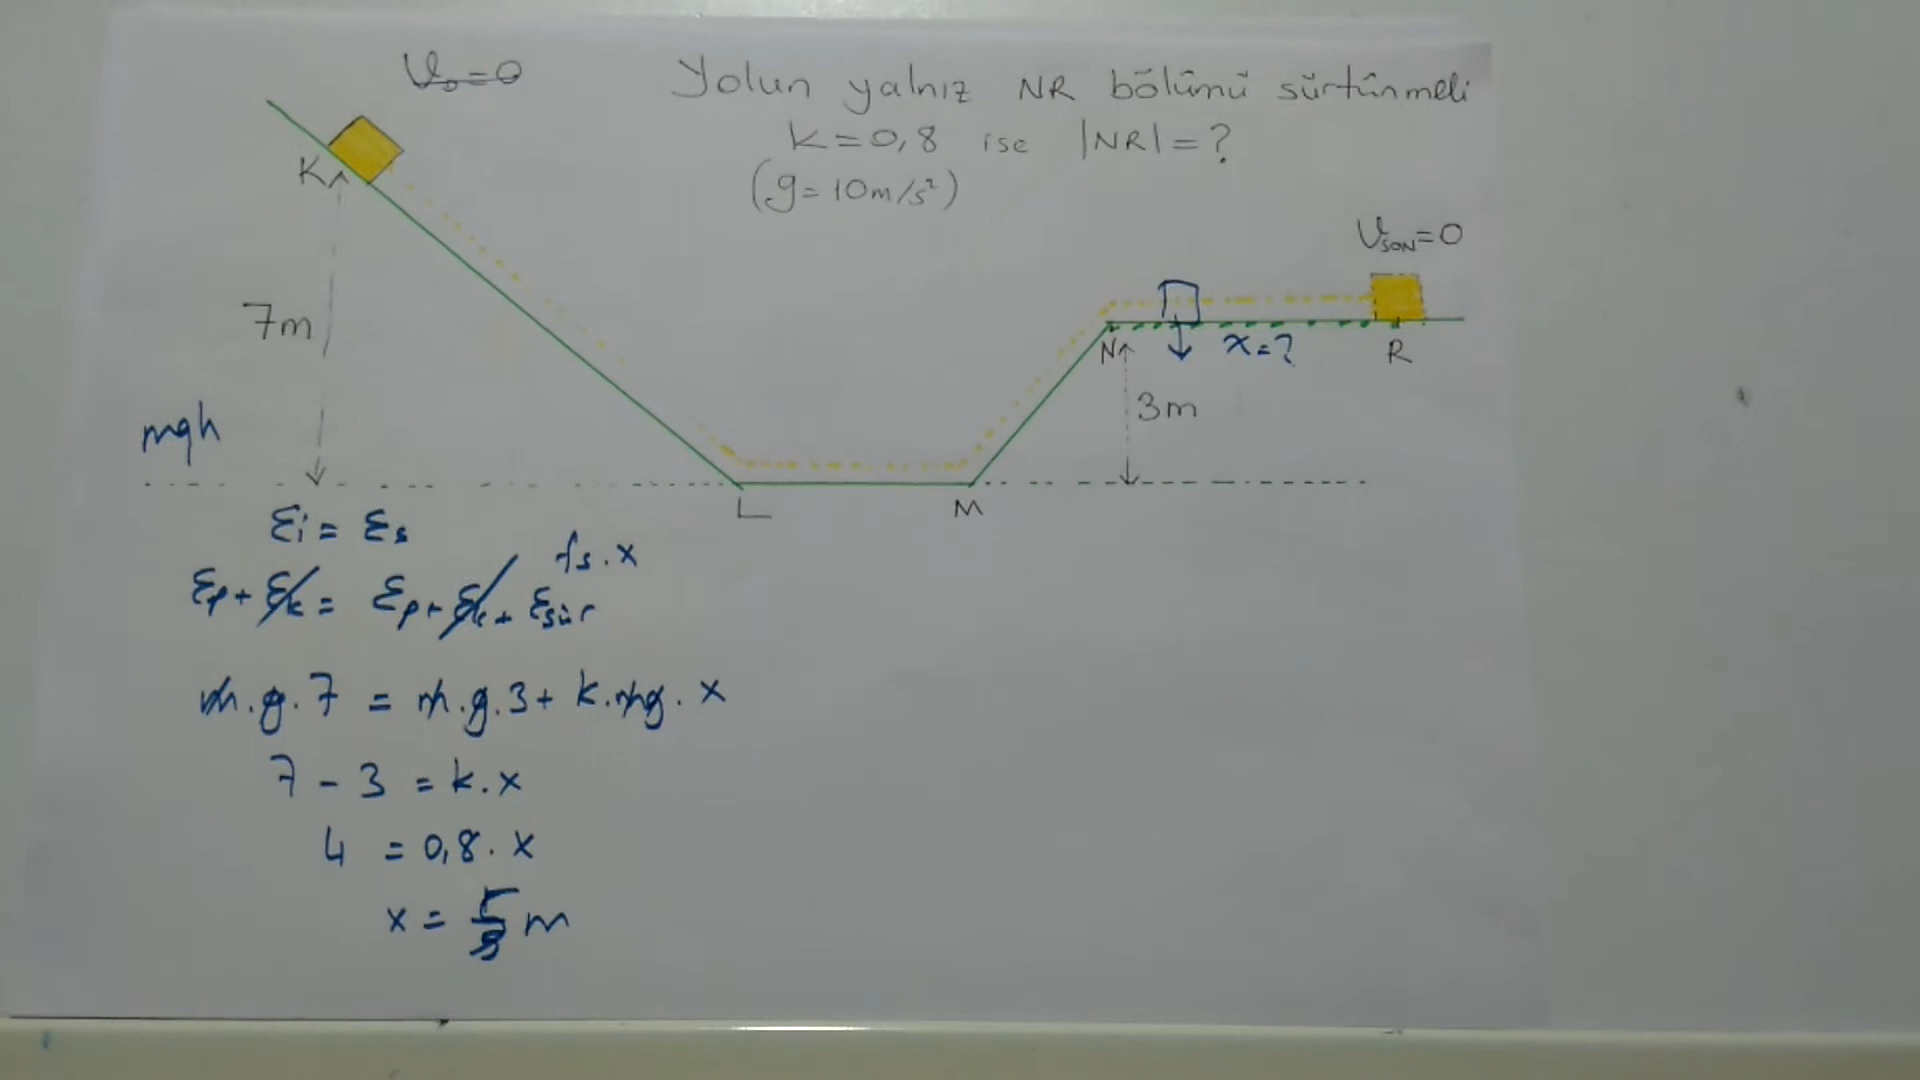 V₀=0
Yolun yalnız NR bölümü sürtünmeli
k=0,8 ise |NR|=?
(g=10m/s²)
K
VSON=0
7m
N
x=?
R
3m
mgh
L
M
Ei = Es
fs.x
Ep+Ek= Ep+Ek+Esür
m.g.7 = m.g.3+ k.mg.x
7-3 = k.x
4 = 0,8.x
x = 5 m